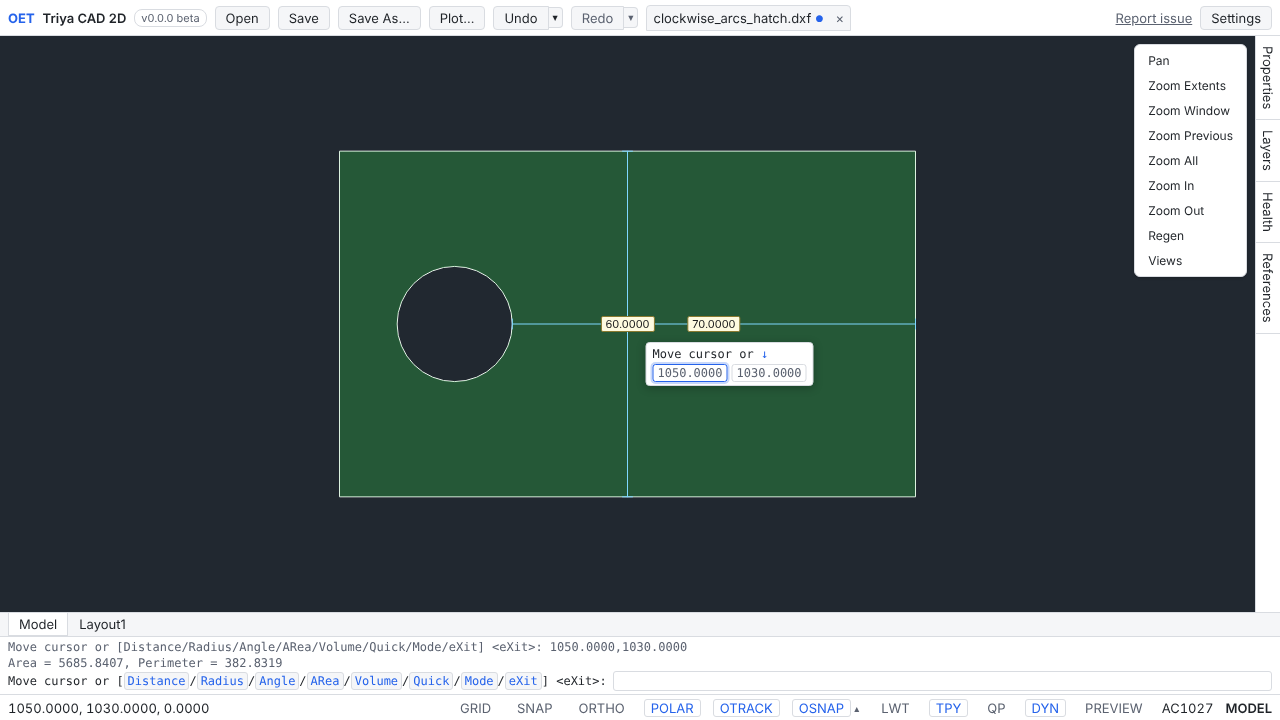 OET Triya CAD 2D v0.0.0 beta Open Save Save As... Plot... Undo ▾ Redo ▾ clockwise_arcs_hatch.dxf ● × Report issue Settings
Pan
Zoom Extents
Zoom Window
Zoom Previous
Zoom All
Zoom In
Zoom Out
Regen
Views
Properties
Layers
Health
References
60.0000 70.0000
Move cursor or ↓
1050.0000 1030.0000
Model Layout1
Move cursor or [Distance/Radius/Angle/ARea/Volume/Quick/Mode/eXit] <eXit>: 1050.0000,1030.0000
Area = 5685.8407, Perimeter = 382.8319
Move cursor or [Distance/Radius/Angle/ARea/Volume/Quick/Mode/eXit] <eXit>:
1050.0000, 1030.0000, 0.0000 GRID SNAP ORTHO POLAR OTRACK OSNAP ▴ LWT TPY QP DYN PREVIEW AC1027 MODEL